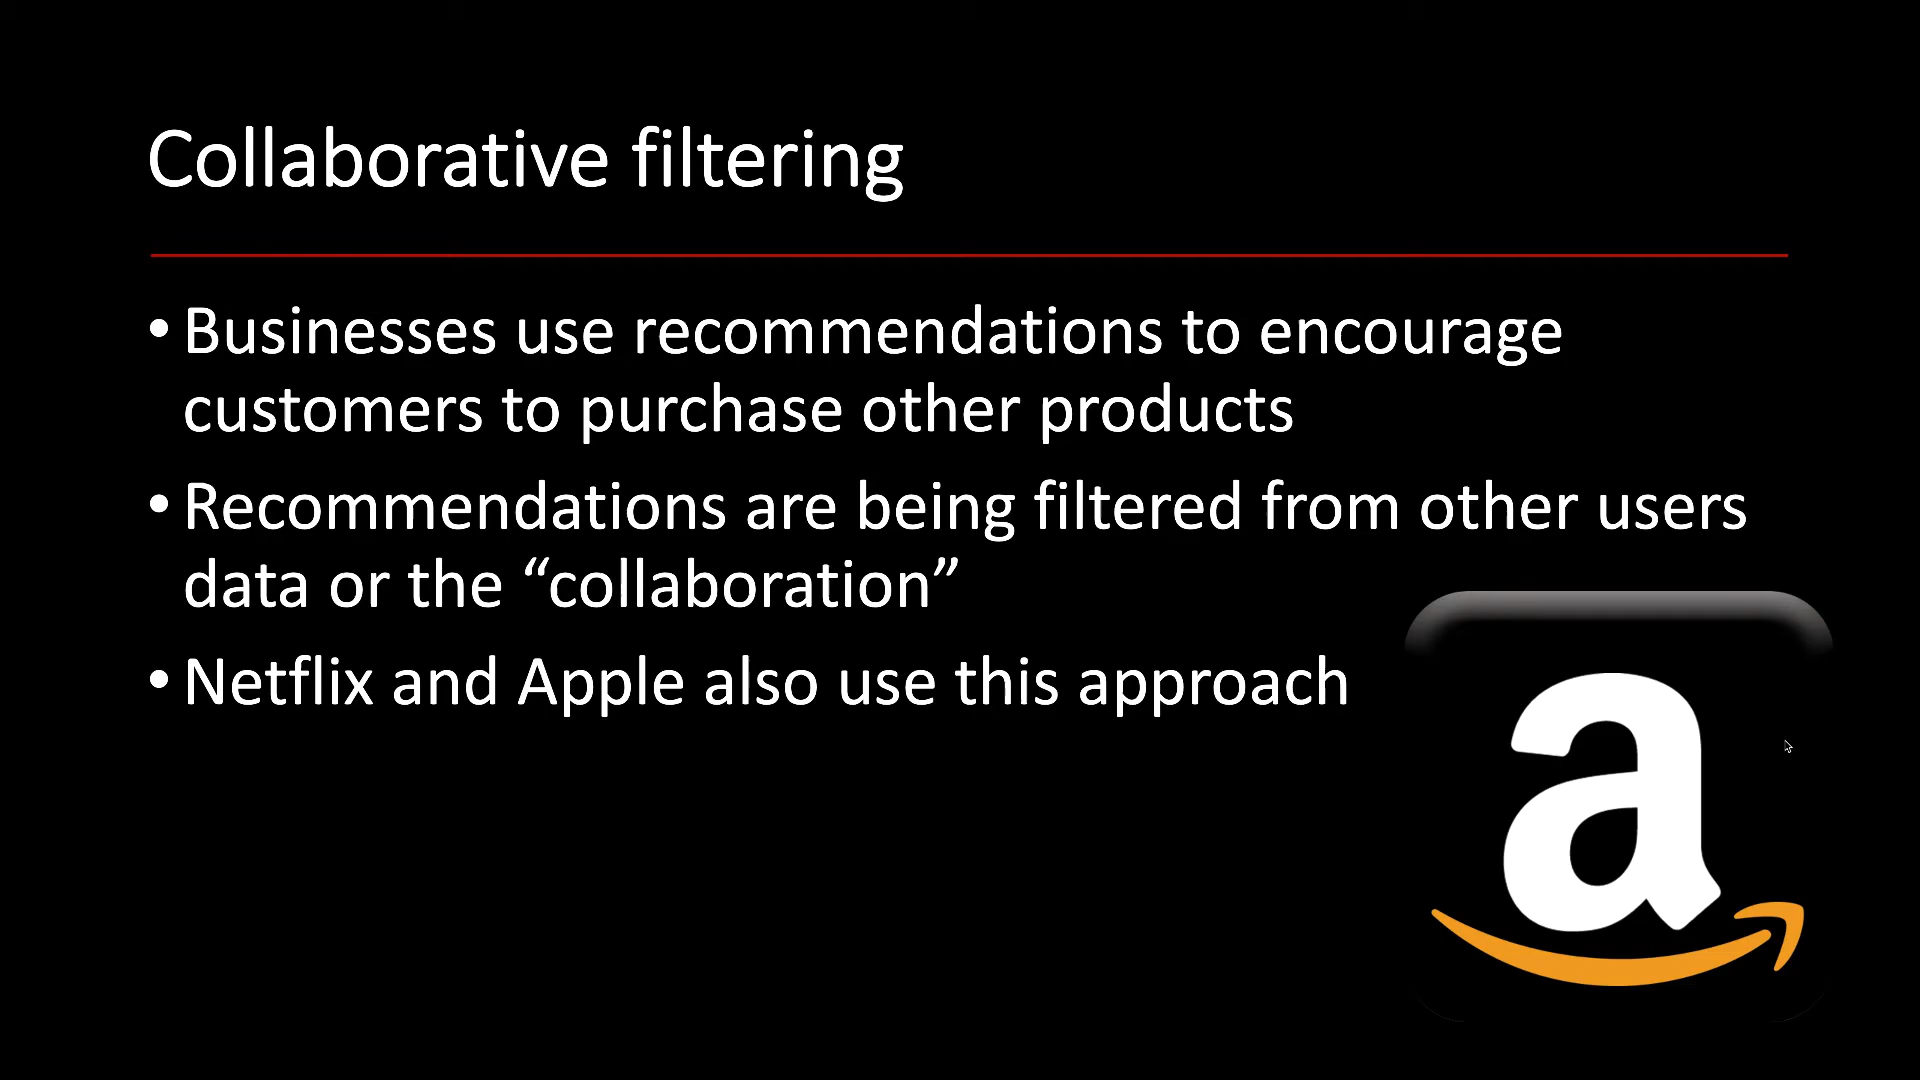 Collaborative filtering
• Businesses use recommendations to encourage
customers to purchase other products
• Recommendations are being filtered from other users
data or the “collaboration”
• Netflix and Apple also use this approach
a